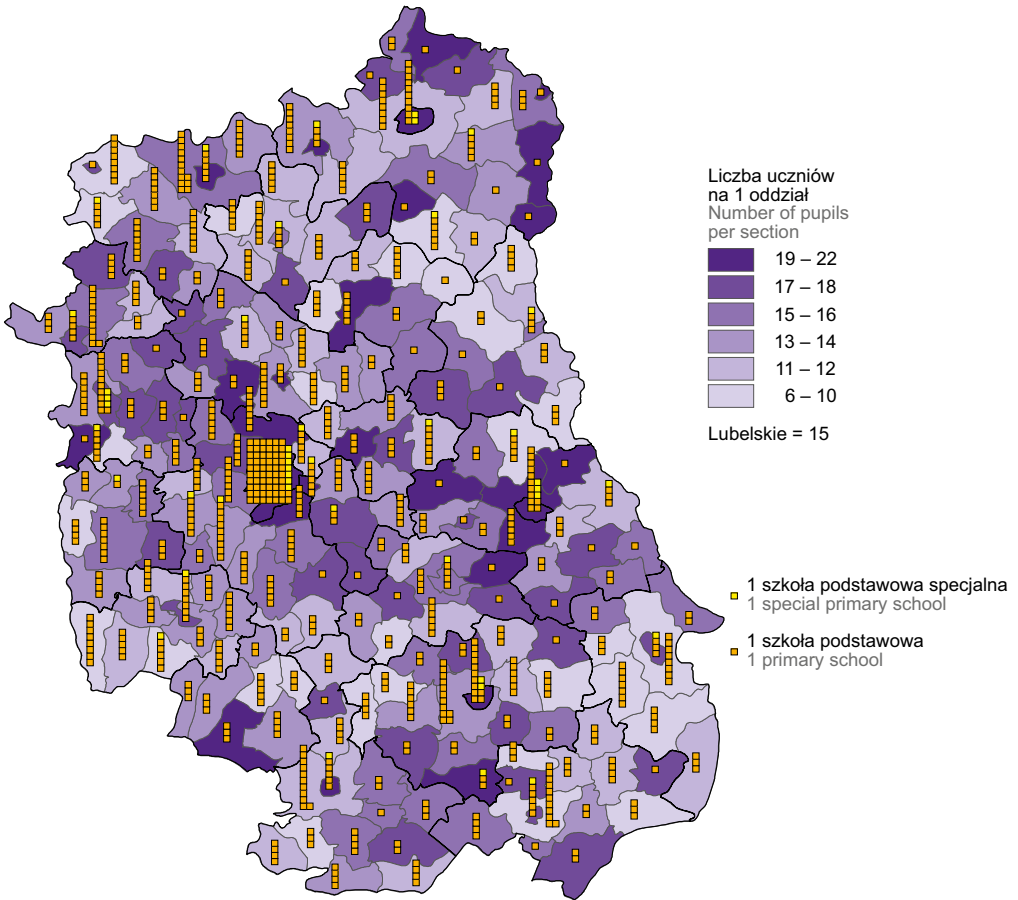 Liczba uczniów
na 1 oddział
Number of pupils
per section
19 – 22
17 – 18
15 – 16
13 – 14
11 – 12
6 – 10
Lubelskie = 15
1 szkoła podstawowa specjalna
1 special primary school
1 szkoła podstawowa
1 primary school